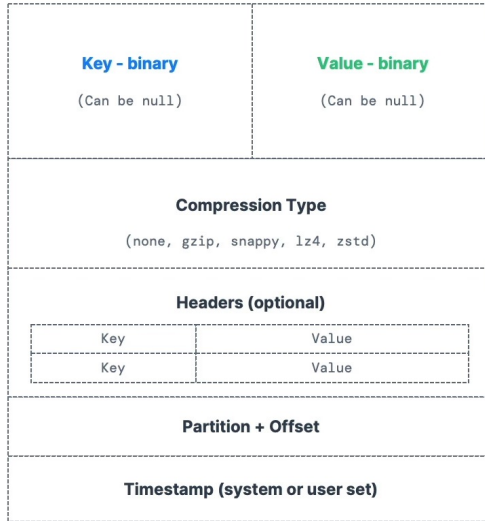 Key - binary
Value - binary
(Can be null)
(Can be null)
Compression Type
(none, gzip, snappy, lz4, zstd)
Headers (optional)
Key
Value
Key
Value
Partition + Offset
Timestamp (system or user set)